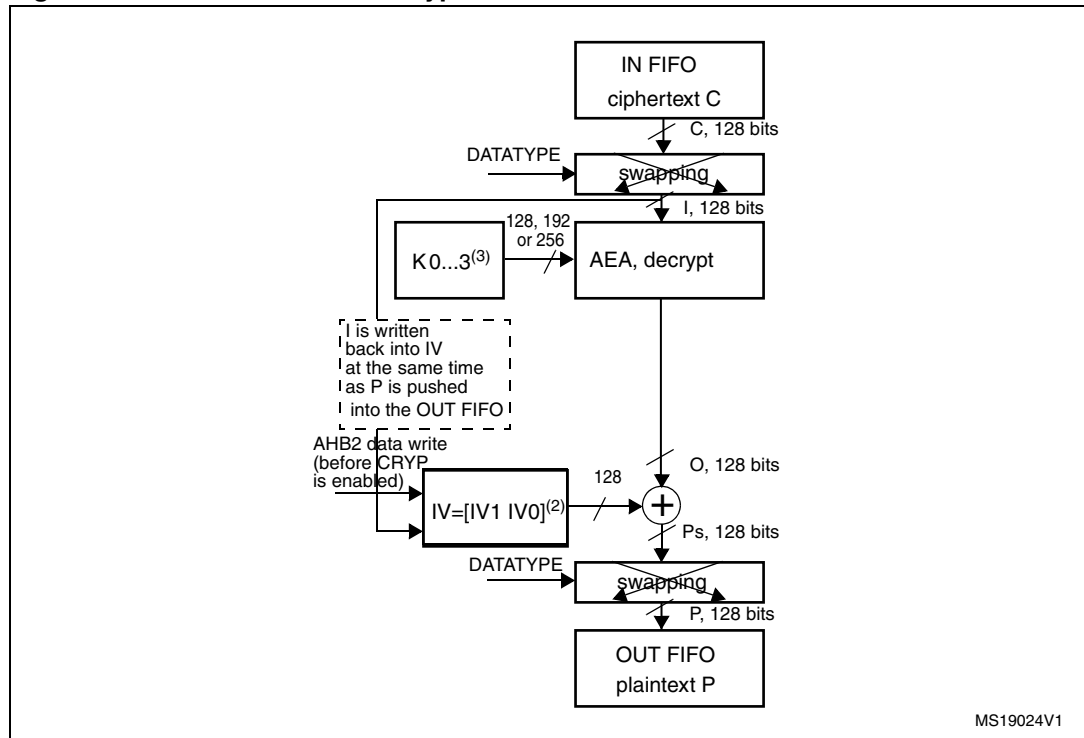 IN FIFO
ciphertext C
C, 128 bits
DATATYPE
swapping
I, 128 bits
128, 192
or 256
K 0...3(3)
AEA, decrypt
I is written
back into IV
at the same time
as P is pushed
into the OUT FIFO
AHB2 data write
(before CRYP
is enabled)
IV=[IV1 IV0](2)
128
O, 128 bits
+
Ps, 128 bits
DATATYPE
swapping
P, 128 bits
OUT FIFO
plaintext P
MS19024V1